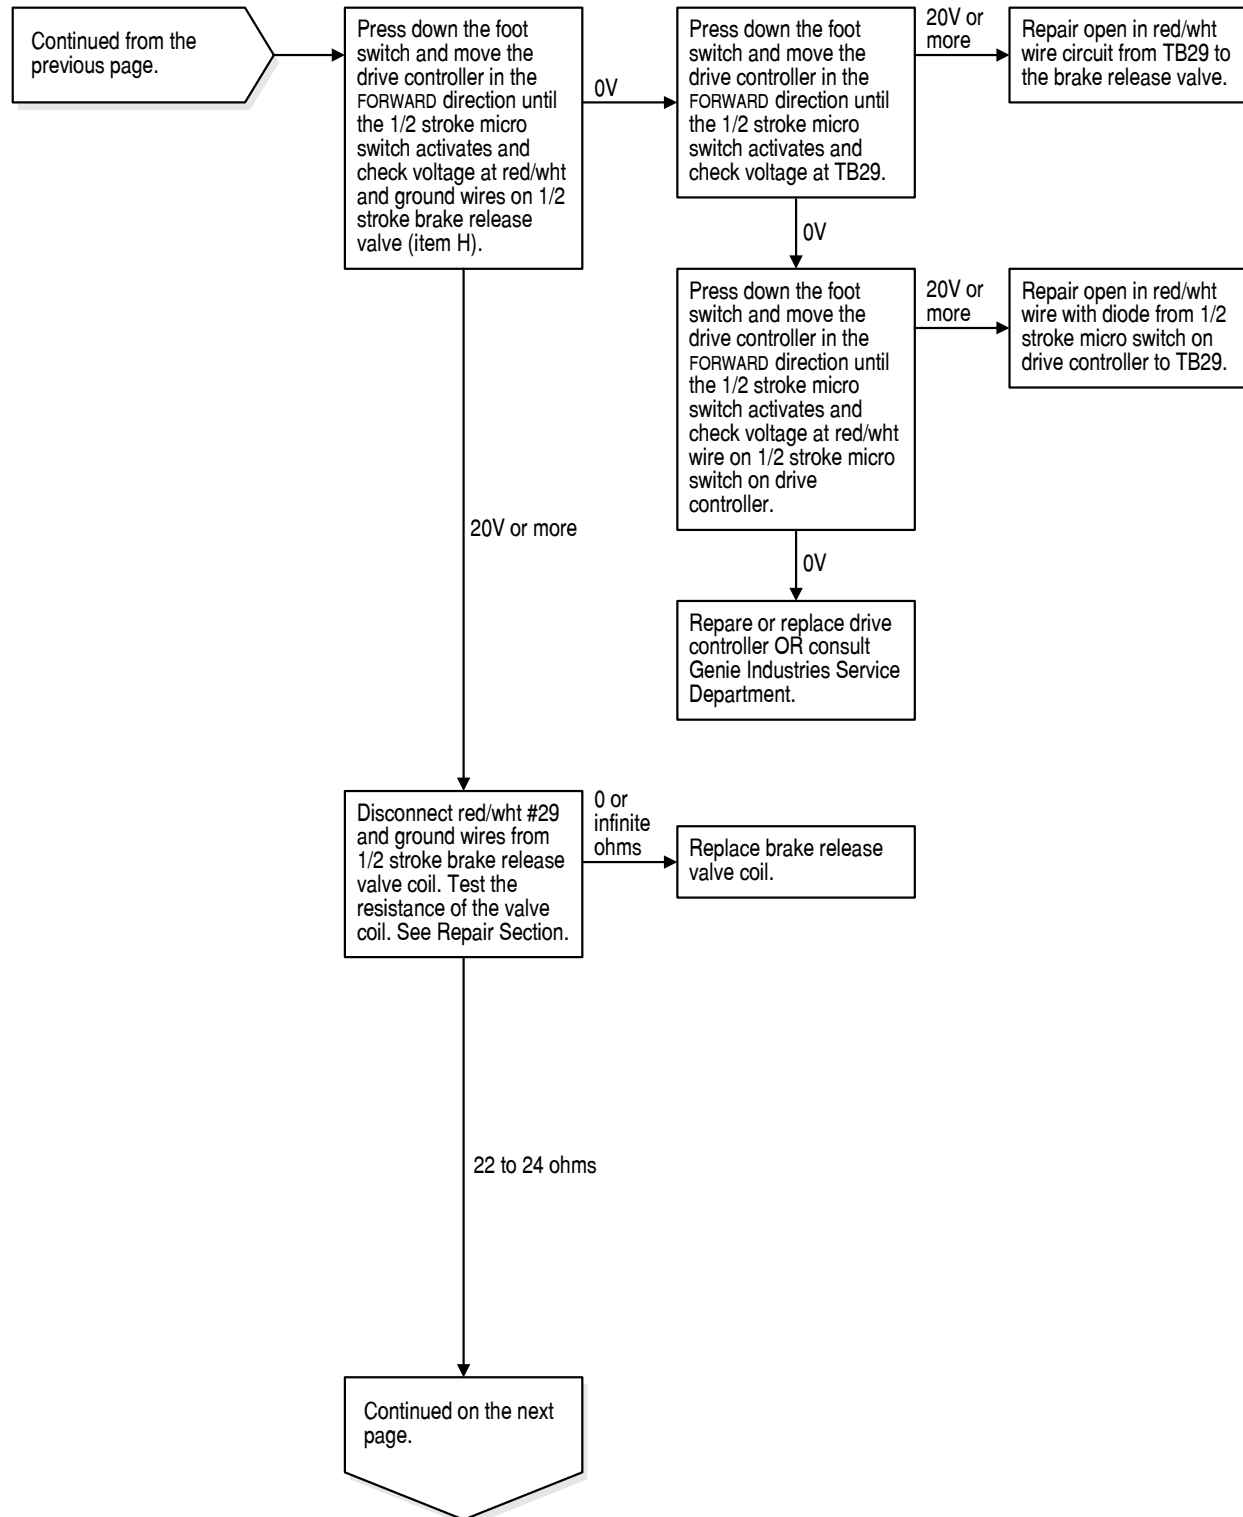 Continued from the
previous page.
Press down the foot
switch and move the
drive controller in the
FORWARD direction until
the 1/2 stroke micro
switch activates and
check voltage at red/wht
and ground wires on 1/2
stroke brake release
valve (item H).
0V
Press down the foot
switch and move the
drive controller in the
FORWARD direction until
the 1/2 stroke micro
switch activates and
check voltage at TB29.
20V or
more
Repair open in red/wht
wire circuit from TB29 to
the brake release valve.
0V
Press down the foot
switch and move the
drive controller in the
FORWARD direction until
the 1/2 stroke micro
switch activates and
check voltage at red/wht
wire on 1/2 stroke micro
switch on drive
controller.
20V or
more
Repair open in red/wht
wire with diode from 1/2
stroke micro switch on
drive controller to TB29.
0V
Repare or replace drive
controller OR consult
Genie Industries Service
Department.
20V or more
Disconnect red/wht #29
and ground wires from
1/2 stroke brake release
valve coil. Test the
resistance of the valve
coil. See Repair Section.
0 or
infinite
ohms
Replace brake release
valve coil.
22 to 24 ohms
Continued on the next
page.